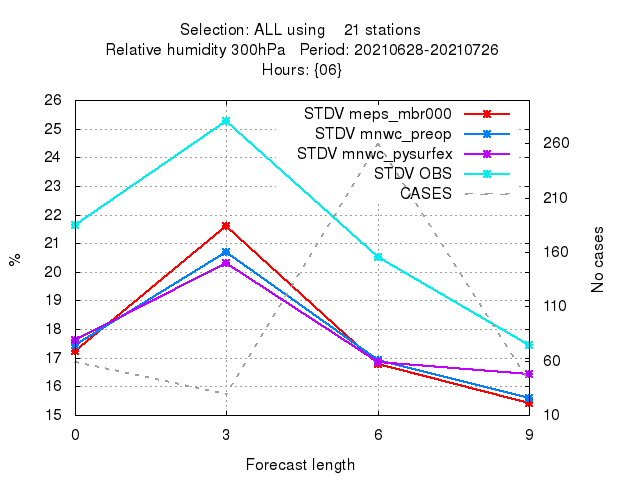 Selection: ALL using 21 stations
Relative humidity 300hPa Period: 20210628-20210726
Hours: {06}
STDV meps_mbr000
STDV mnwc_preop
STDV mnwc_pysurfex
STDV OBS
CASES
26
25
24
23
22
21
20
19
18
17
16
15
%
260
210
160
110
60
10
No cases
0 3 6 9
Forecast length